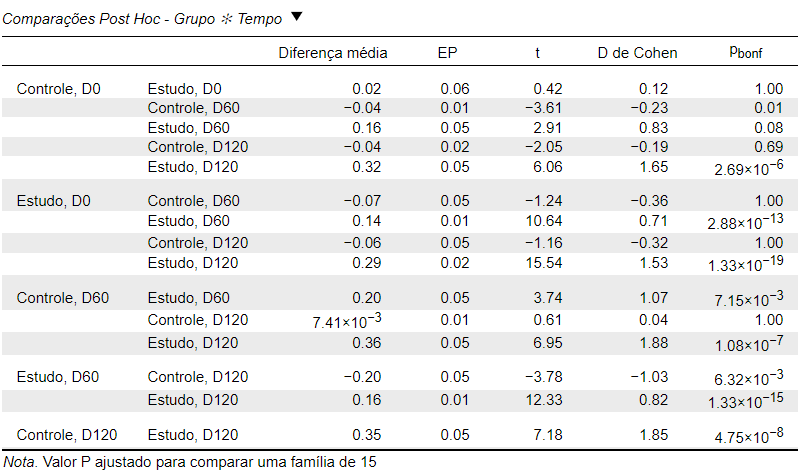 Comparações Post Hoc - Grupo ✻ Tempo ▼
Diferença média EP t D de Cohen pbonf
Controle, D0 Estudo, D0 0.02 0.06 0.42 0.12 1.00
Controle, D60 −0.04 0.01 −3.61 −0.23 0.01
Estudo, D60 0.16 0.05 2.91 0.83 0.08
Controle, D120 −0.04 0.02 −2.05 −0.19 0.69
Estudo, D120 0.32 0.05 6.06 1.65 2.69×10−6
Estudo, D0 Controle, D60 −0.07 0.05 −1.24 −0.36 1.00
Estudo, D60 0.14 0.01 10.64 0.71 2.88×10−13
Controle, D120 −0.06 0.05 −1.16 −0.32 1.00
Estudo, D120 0.29 0.02 15.54 1.53 1.33×10−19
Controle, D60 Estudo, D60 0.20 0.05 3.74 1.07 7.15×10−3
Controle, D120 7.41×10−3 0.01 0.61 0.04 1.00
Estudo, D120 0.36 0.05 6.95 1.88 1.08×10−7
Estudo, D60 Controle, D120 −0.20 0.05 −3.78 −1.03 6.32×10−3
Estudo, D120 0.16 0.01 12.33 0.82 1.33×10−15
Controle, D120 Estudo, D120 0.35 0.05 7.18 1.85 4.75×10−8
Nota. Valor P ajustado para comparar uma família de 15